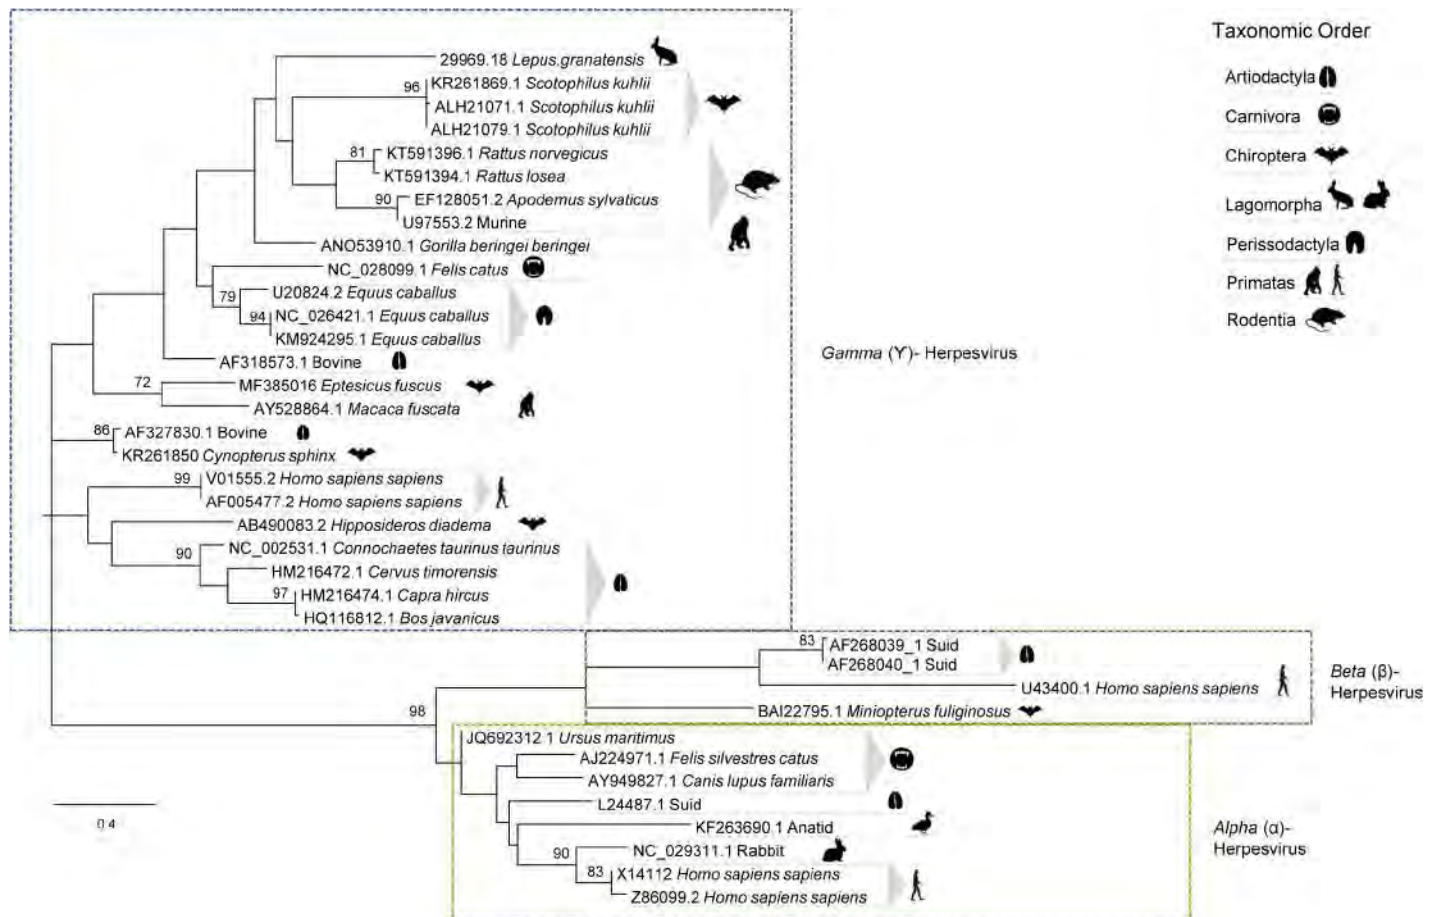 Taxonomic Order
Artiodactyla
Carnivora
Chiroptera
Lagomorpha
Perissodactyla
Primatas
Rodentia
29969.18 Lepus.granatensis
96
KR261869.1 Scotophilus kuhlii
ALH21071.1 Scotophilus kuhlii
ALH21079.1 Scotophilus kuhlii
81
KT591396.1 Rattus norvegicus
KT591394.1 Rattus losea
90
EF128051.2 Apodemus sylvaticus
U97553.2 Murine
ANO53910.1 Gorilla beringei beringei
NC_028099.1 Felis catus
79
U20824.2 Equus caballus
94
NC_026421.1 Equus caballus
KM924295.1 Equus caballus
AF318573.1 Bovine
72
MF385016 Eptesicus fuscus
AY528864.1 Macaca fuscata
86
AF327830.1 Bovine
KR261850 Cynopterus sphinx
99
V01555.2 Homo sapiens sapiens
AF005477.2 Homo sapiens sapiens
AB490083.2 Hipposideros diadema
90
NC_002531.1 Connochaetes taurinus taurinus
HM216472.1 Cervus timorensis
97
HM216474.1 Capra hircus
HQ116812.1 Bos javanicus
Gamma (ϒ)- Herpesvirus
83
AF268039_1 Suid
AF268040_1 Suid
U43400.1 Homo sapiens sapiens
BAI22795.1 Miniopterus fuliginosus
Beta (β)-
Herpesvirus
98
JQ692312.1 Ursus maritimus
AJ224971.1 Felis silvestres catus
AY949827.1 Canis lupus familiaris
L24487.1 Suid
KF263690.1 Anatid
90
NC_029311.1 Rabbit
83
X14112 Homo sapiens sapiens
Z86099.2 Homo sapiens sapiens
Alpha (α)-
Herpesvirus
0.4